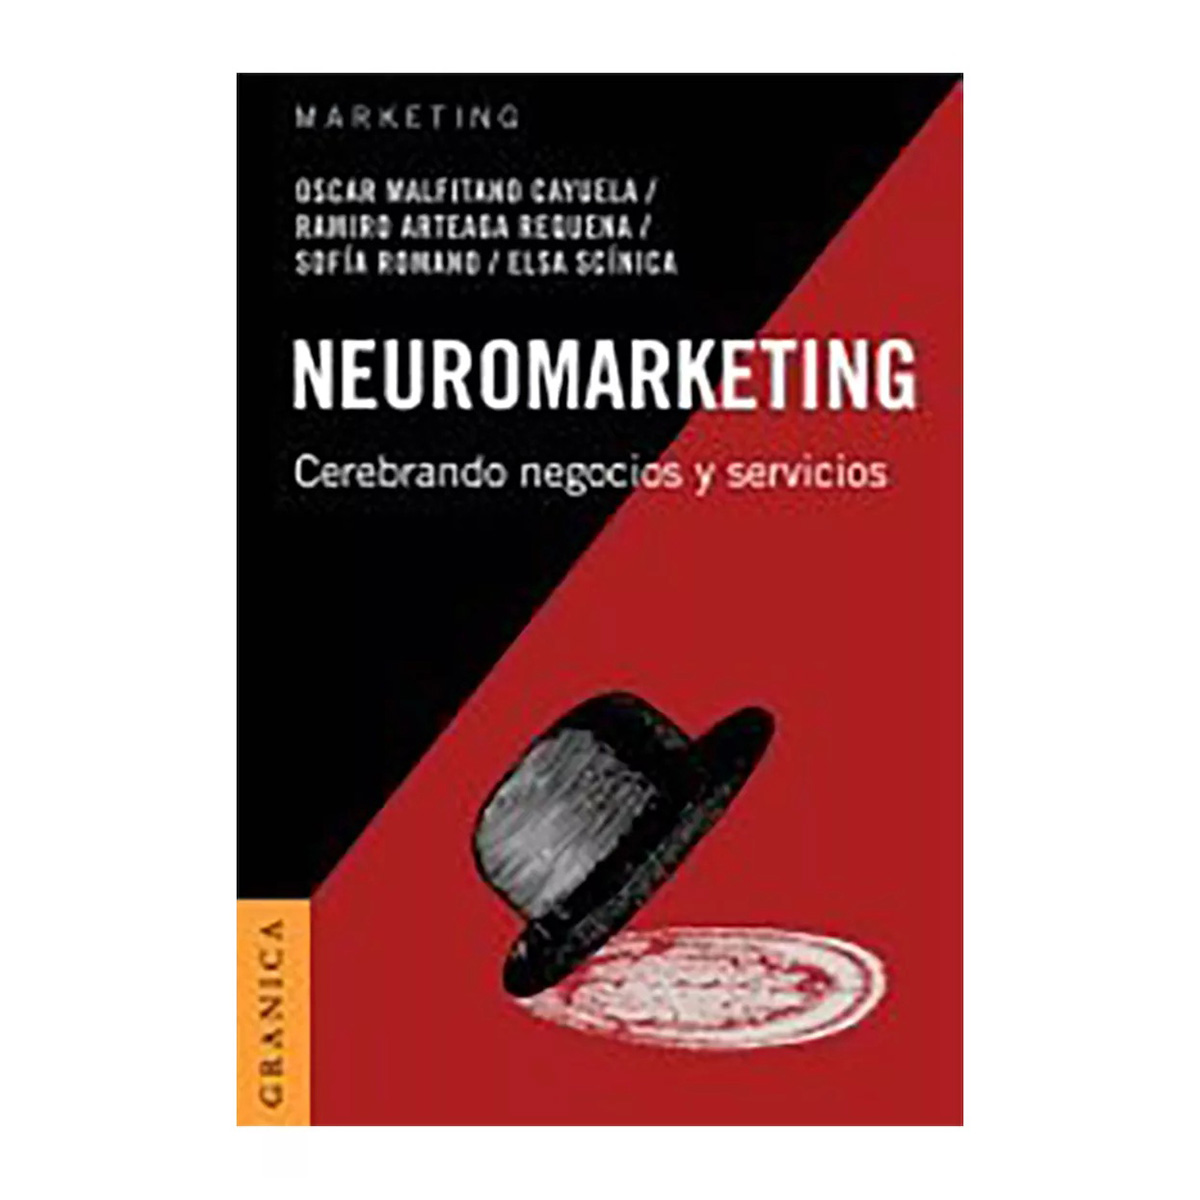 MARKETING
OSCAR MALFITANO CAYUELA /
RAMIRO ARTEAGA REQUENA /
SOFÍA ROMANO / ELSA SCÍNICA
NEUROMARKETING
Cerebrando negocios y servicios
GRANICA